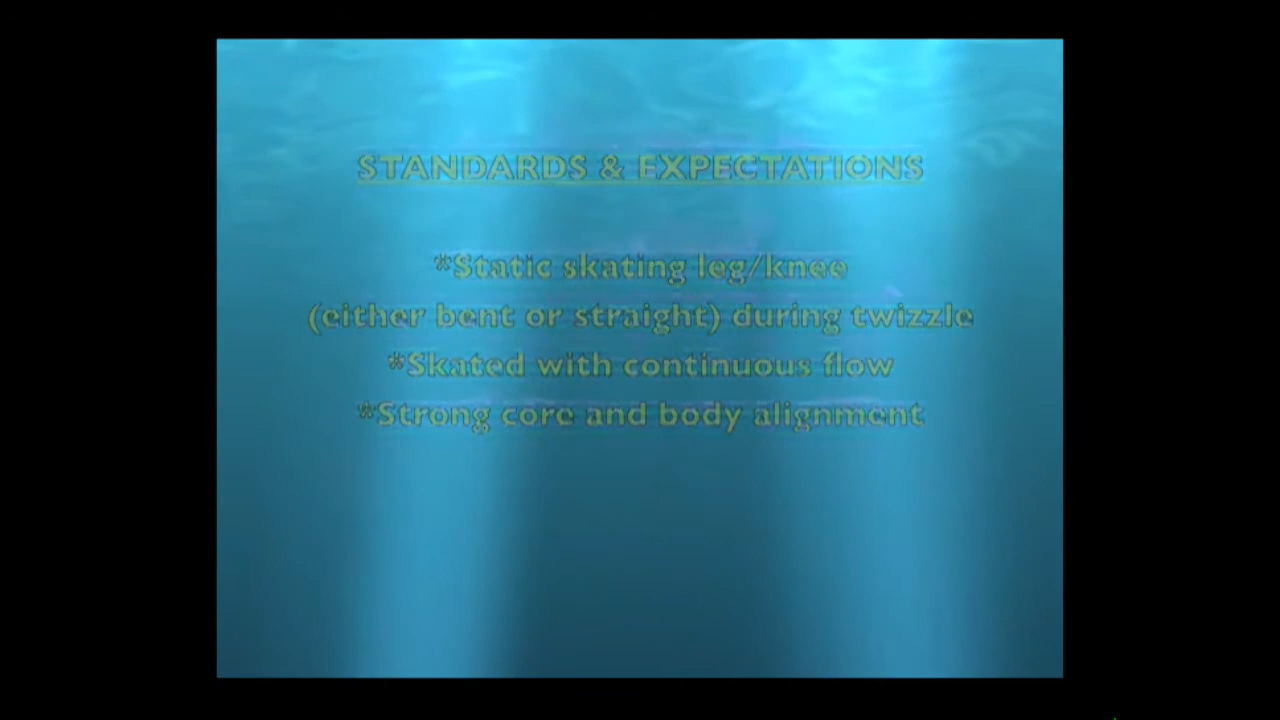 STANDARDS & EXPECTATIONS
*Static skating leg/knee
(either bent or straight) during twizzle
*Skated with continuous flow
*Strong core and body alignment